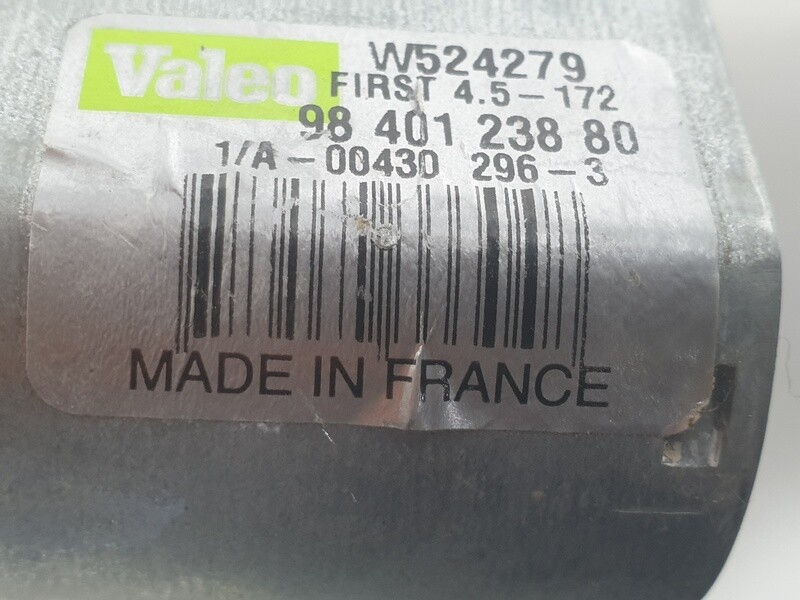 Valeo W524279
FIRST 4.5-172
98 401 238 80
1/A-00430 296-3
MADE IN FRANCE